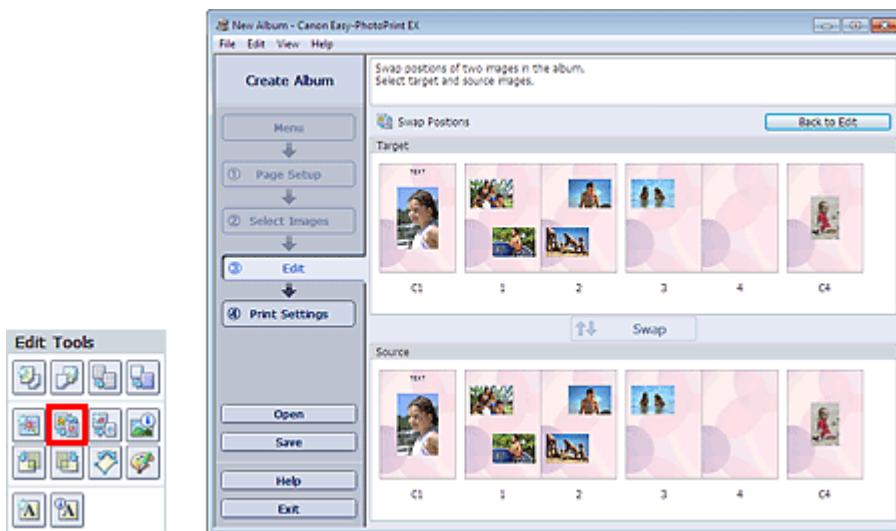 Edit Tools
New Album - Canon Easy-PhotoPrint EX
File Edit View Help
Create Album
Menu
① Page Setup
② Select Images
③ Edit
④ Print Settings
Open
Save
Help
Exit
Swap positions of two images in the album.
Select target and source images.
Swap Positions
Back to Edit
Target
TEXT
C1 1 2 3 4 C4
Swap
Source
TEXT
C1 1 2 3 4 C4